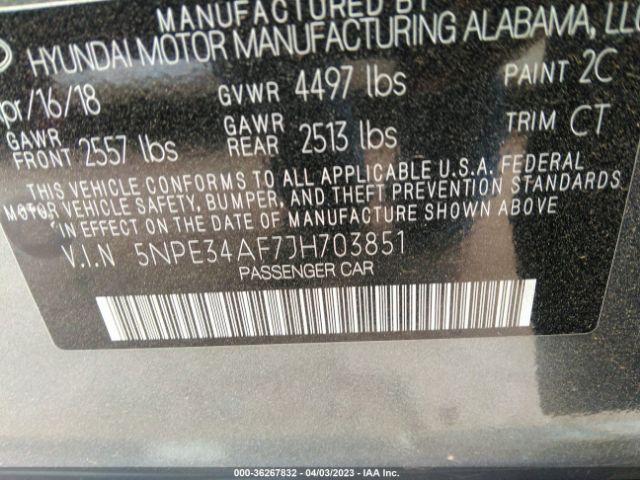 MANUFACTURED BY
HYUNDAI MOTOR MANUFACTURING ALABAMA, LLC
Apr/16/18 GVWR 4497 lbs PAINT 2C
GAWR FRONT 2557 lbs GAWR REAR 2513 lbs TRIM CT
THIS VEHICLE CONFORMS TO ALL APPLICABLE U.S.A. FEDERAL
MOTOR VEHICLE SAFETY, BUMPER, AND THEFT PREVENTION STANDARDS
IN EFFECT ON THE DATE OF MANUFACTURE SHOWN ABOVE.
V.I.N 5NPE34AF7JH703851
PASSENGER CAR
000-36267832 - 04/03/2023 - IAA Inc.